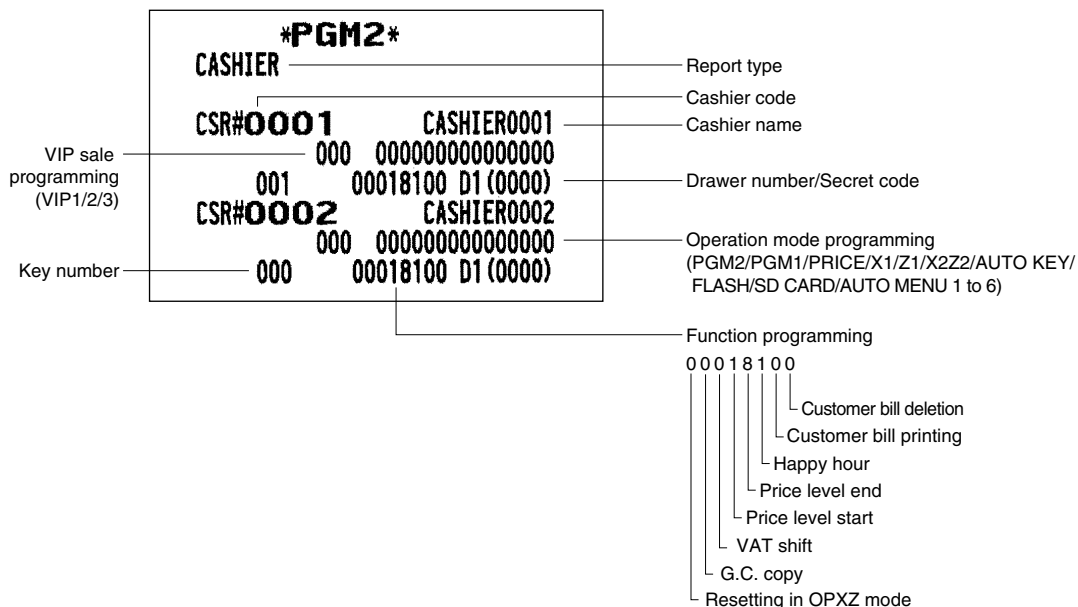 *PGM2*
CASHIER
Report type
Cashier code
CSR#0001 CASHIER0001
Cashier name
VIP sale
programming
(VIP1/2/3)
000 000000000000000
001 00018100 D1(0000)
Drawer number/Secret code
CSR#0002 CASHIER0002
000 000000000000000
Operation mode programming
(PGM2/PGM1/PRICE/X1/Z1/X2Z2/AUTO KEY/
FLASH/SD CARD/AUTO MENU 1 to 6)
Key number
000 00018100 D1(0000)
Function programming
0 0 0 1 8 1 0 0
Customer bill deletion
Customer bill printing
Happy hour
Price level end
Price level start
VAT shift
G.C. copy
Resetting in OPXZ mode